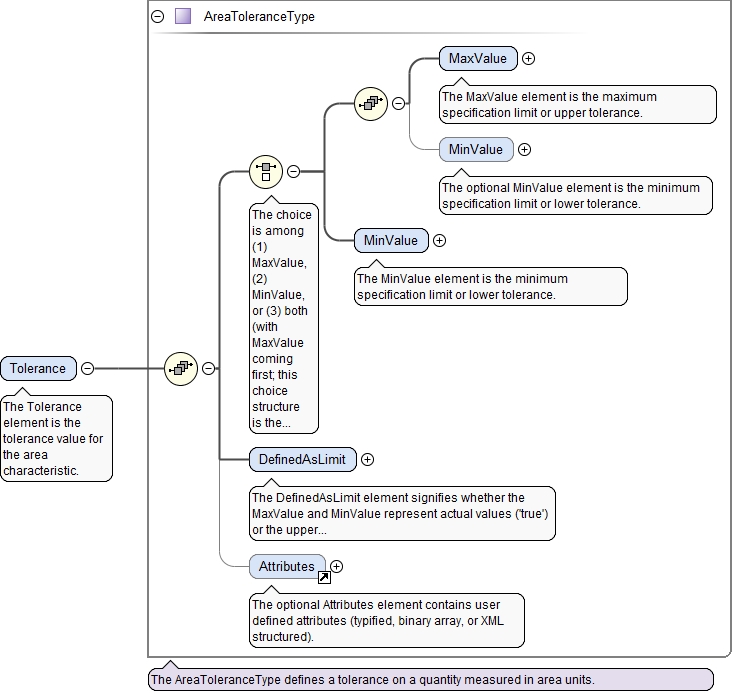 AreaToleranceType
MaxValue
The MaxValue element is the maximum
specification limit or upper tolerance.
MinValue
The optional MinValue element is the minimum
specification limit or lower tolerance.
The choice
is among
(1)
MaxValue,
(2)
MinValue,
or (3) both
(with
MaxValue
coming
first; this
choice
structure
is the...
MinValue
The MinValue element is the minimum
specification limit or lower tolerance.
Tolerance
The Tolerance
element is the
tolerance value for
the area
characteristic.
DefinedAsLimit
The DefinedAsLimit element signifies whether the
MaxValue and MinValue represent actual values ('true')
or the upper...
Attributes
The optional Attributes element contains user
defined attributes (typified, binary array, or XML
structured).
The AreaToleranceType defines a tolerance on a quantity measured in area units.